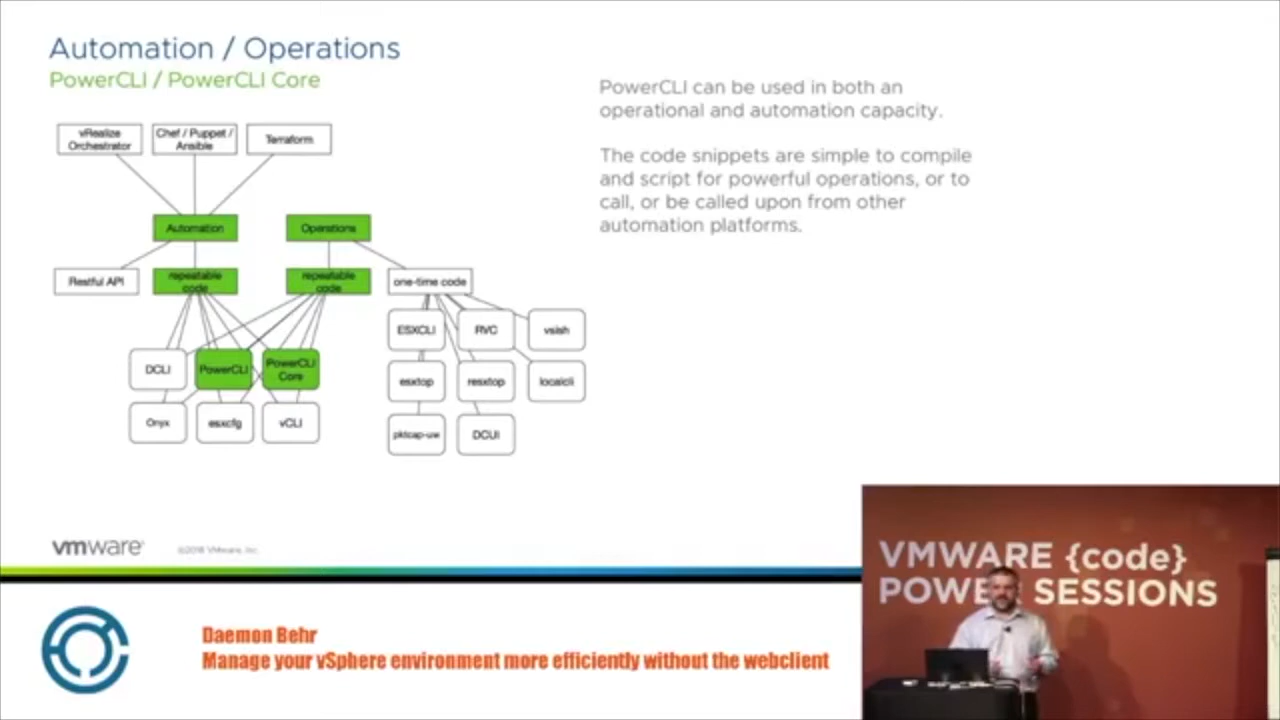 Automation / Operations
PowerCLI / PowerCLI Core
PowerCLI can be used in both an
operational and automation capacity.
The code snippets are simple to compile
and script for powerful operations, or to
call, or be called upon from other
automation platforms.
vRealize
Orchestrator
Chef / Puppet /
Ansible
Terraform
Automation
Operations
Restful API
repeatable
code
repeatable
code
one-time code
ESXCLI
RVC
vsish
DCLI
PowerCLI
PowerCLI
Core
esxtop
resxtop
localcli
Onyx
esxcfg
vCLI
pktcap-uw
DCUI
vmware
©2018 VMware, Inc.
VMWARE {code}
POWER SESSIONS
Daemon Behr
Manage your vSphere environment more efficiently without the webclient